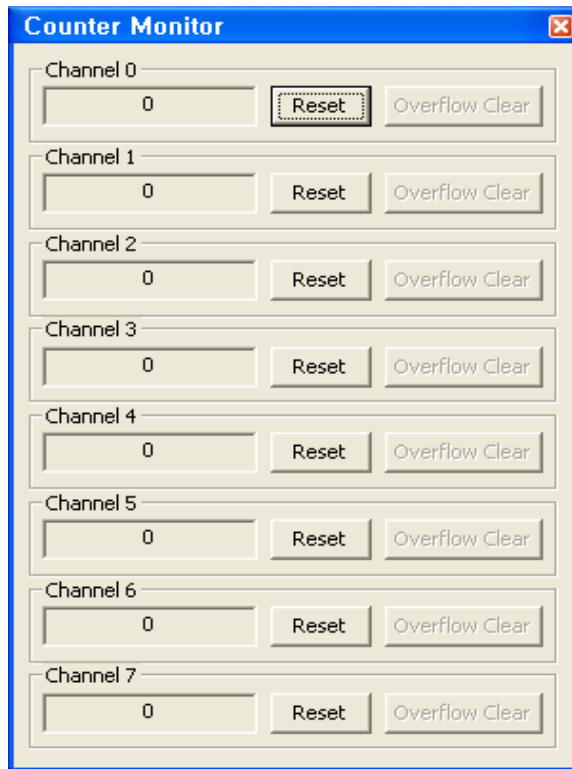 Counter Monitor
Channel 0
0 Reset Overflow Clear
Channel 1
0 Reset Overflow Clear
Channel 2
0 Reset Overflow Clear
Channel 3
0 Reset Overflow Clear
Channel 4
0 Reset Overflow Clear
Channel 5
0 Reset Overflow Clear
Channel 6
0 Reset Overflow Clear
Channel 7
0 Reset Overflow Clear